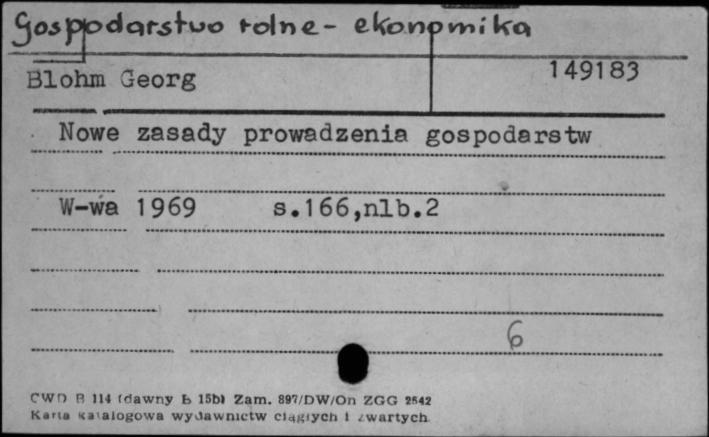 Gospodarstwo rolne - ekonomika
Blohm Georg 149183
Nowe zasady prowadzenia gospodarstw
W-wa 1969 s.166,nlb.2
6
CWD B 114 (dawny b 15b) Zam. 897/DW/On ZGG 2542
Karta katalogowa wydawnictw ciągłych i zwartych